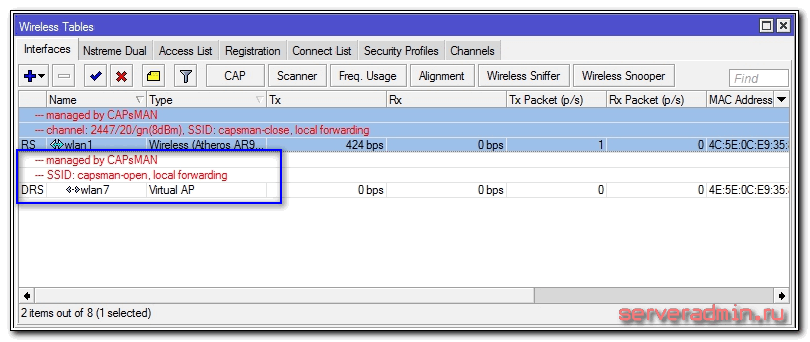 Wireless Tables
Interfaces Nstreme Dual Access List Registration Connect List Security Profiles Channels
CAP Scanner Freq. Usage Alignment Wireless Sniffer Wireless Snooper Find
Name Type Tx Rx Tx Packet (p/s) Rx Packet (p/s) MAC Address
--- managed by CAPsMAN
--- channel: 2447/20/gn(8dBm), SSID: capsman-close, local forwarding
RS wlan1 Wireless (Atheros AR9... 424 bps 0 bps 1 0 4C:5E:0C:E9:35:
--- managed by CAPsMAN
--- SSID: capsman-open, local forwarding
DRS wlan7 Virtual AP 0 bps 0 bps 0 0 4E:5E:0C:E9:35:
2 items out of 8 (1 selected)
serveradmin.ru